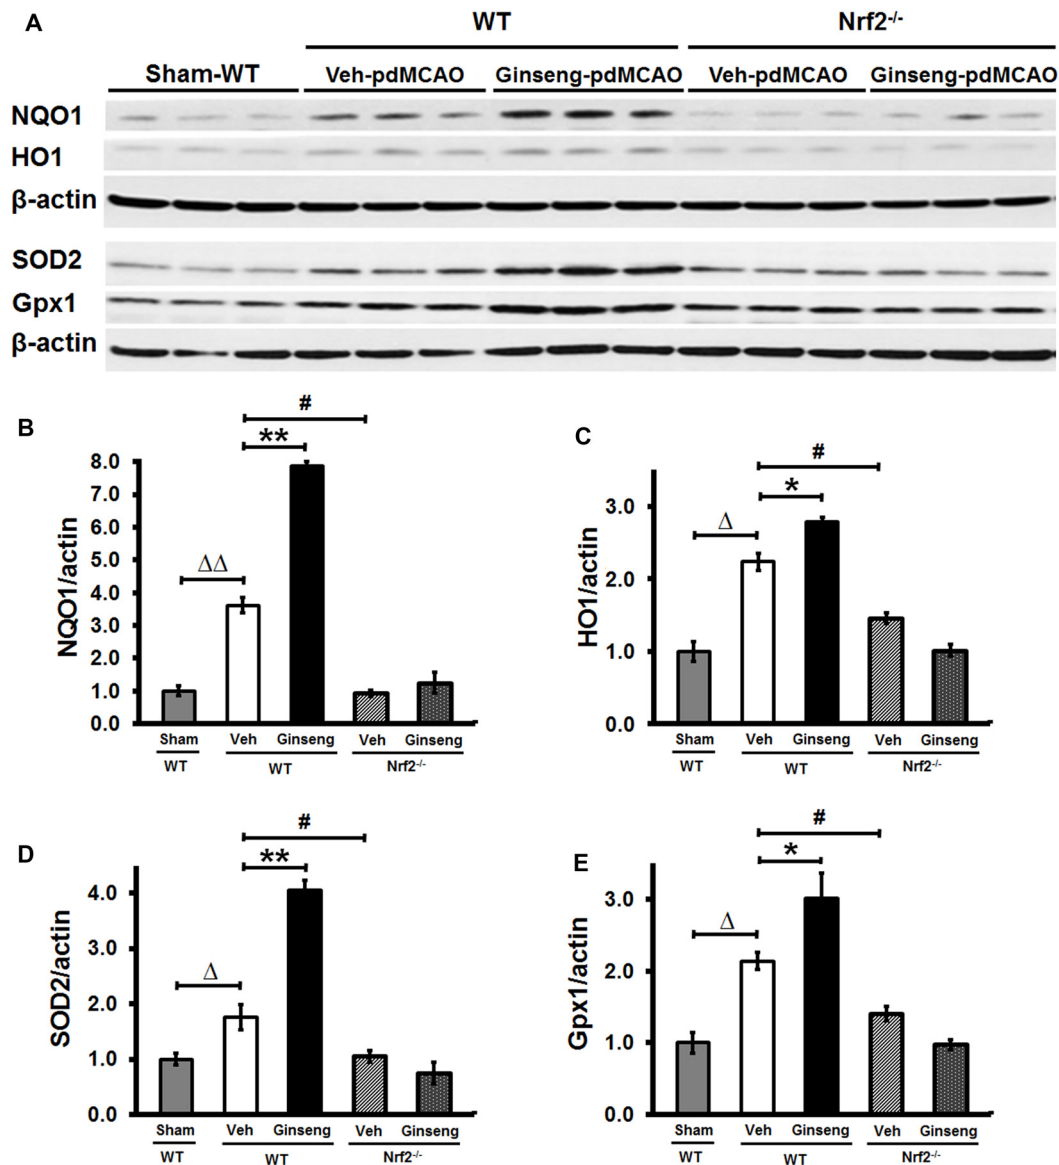 A
WT
Nrf2-/-
Sham-WT
Veh-pdMCAO
Ginseng-pdMCAO
Veh-pdMCAO
Ginseng-pdMCAO
NQO1
HO1
β-actin
SOD2
Gpx1
β-actin
B
#
**
ΔΔ
NQO1/actin
8.0
7.0
6.0
5.0
4.0
3.0
2.0
1.0
0.0
Sham
Veh
Ginseng
Veh
Ginseng
WT
WT
Nrf2-/-
C
#
*
Δ
HO1/actin
3.0
2.0
1.0
0.0
Sham
Veh
Ginseng
Veh
Ginseng
WT
WT
Nrf2-/-
D
#
**
Δ
SOD2/actin
4.0
3.0
2.0
1.0
0.0
Sham
Veh
Ginseng
Veh
Ginseng
WT
WT
Nrf2-/-
E
#
*
Δ
Gpx1/actin
3.0
2.0
1.0
0.0
Sham
Veh
Ginseng
Veh
Ginseng
WT
WT
Nrf2-/-